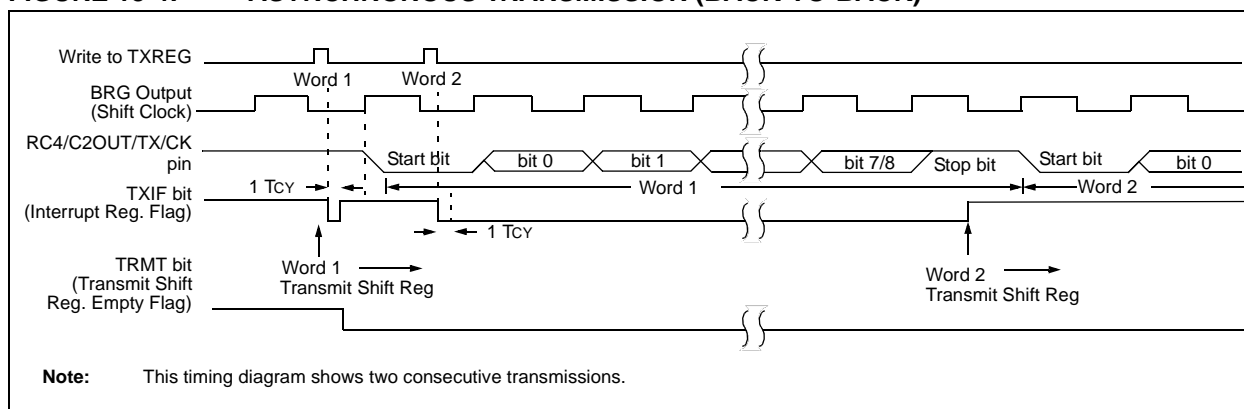 Write to TXREG
Word 1
Word 2
BRG Output
(Shift Clock)
RC4/C2OUT/TX/CK
pin
Start bit
bit 0
bit 1
bit 7/8
Stop bit
Start bit
bit 0
Word 1
Word 2
1 TCY
TXIF bit
(Interrupt Reg. Flag)
1 TCY
Word 1
Transmit Shift Reg
Word 2
Transmit Shift Reg
TRMT bit
(Transmit Shift
Reg. Empty Flag)
Note: This timing diagram shows two consecutive transmissions.